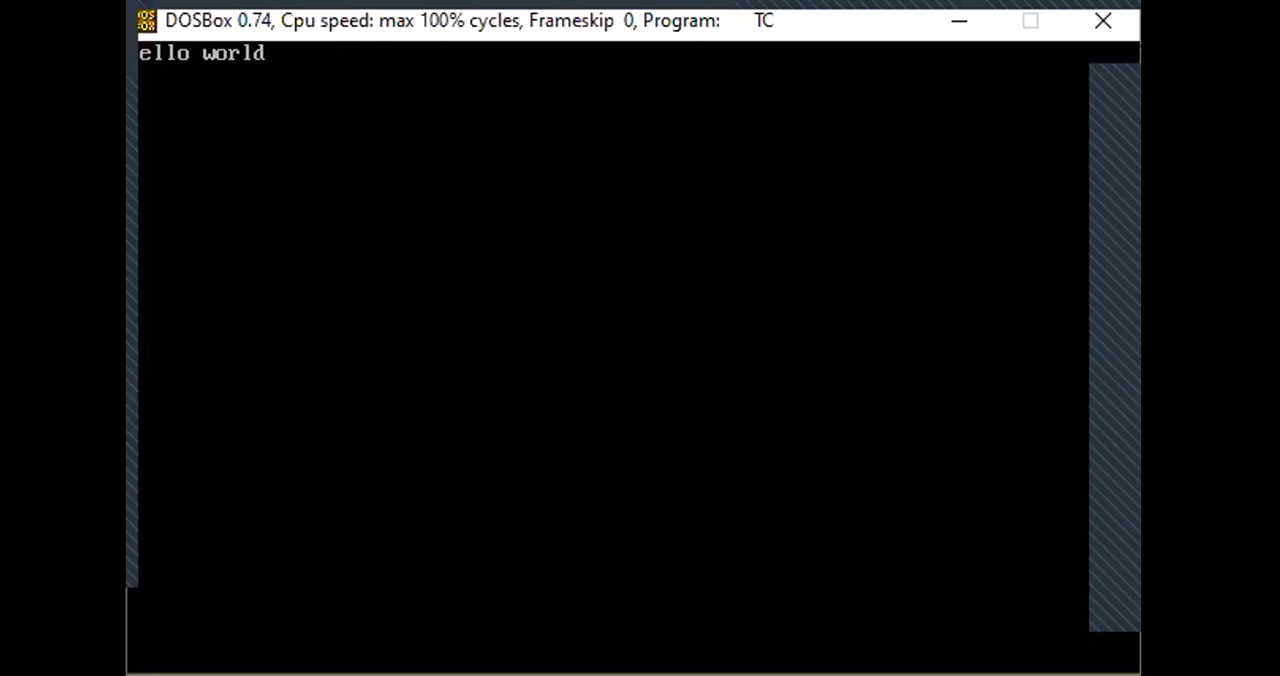 DOSBox 0.74, Cpu speed: max 100% cycles, Frameskip 0, Program: TC
ello world